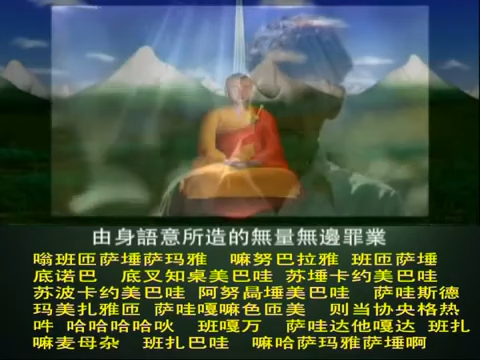 由身語意所造的無量無邊罪業
嗡班匝萨埵萨玛雅　嘛努巴拉雅 班匝萨埵
底诺巴　底叉知桌美巴哇 苏埵卡约美巴哇
苏波卡约美巴哇 阿努晑埵美巴哇　萨哇斯德
玛美扎雅匝 萨哇嘎嘛色匝美　则当协央格热
吽 哈哈哈哈吙　班嘎万　萨哇达他嘎达 班扎
嘛麦母杂　班扎巴哇　嘛哈萨玛雅萨埵啊